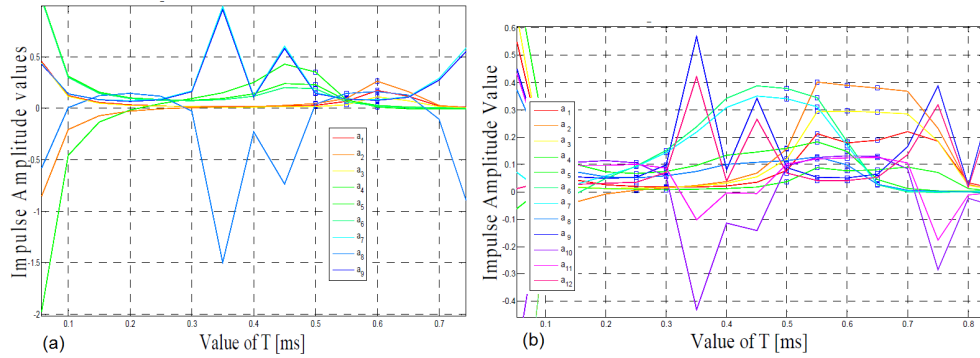 Impulse Amplitude values
0.5
0
-0.5
-1
-1.5
-2
0.1
0.2
0.3
0.4
0.5
0.6
0.7
a1
a2
a3
a4
a5
a6
a7
a8
a9
(a)
Value of T [ms]
Impulse Amplitude Value
0.6
0.5
0.4
0.3
0.2
0.1
0
-0.1
-0.2
-0.3
-0.4
0.1
0.2
0.3
0.4
0.5
0.6
0.7
0.8
a1
a2
a3
a4
a5
a6
a7
a8
a9
a10
a11
a12
(b)
Value of T [ms]